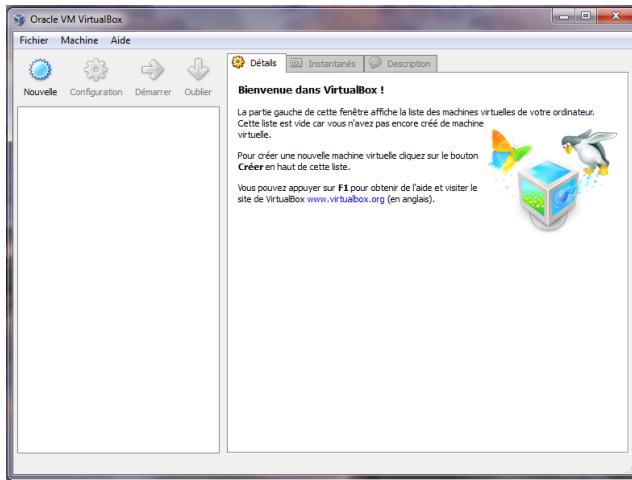 Oracle VM VirtualBox
Fichier Machine Aide
Nouvelle Configuration Démarrer Oublier
Détails Instantanés Description
Bienvenue dans VirtualBox !
La partie gauche de cette fenêtre affiche la liste des machines virtuelles de votre ordinateur.
Cette liste est vide car vous n'avez pas encore créé de machine
virtuelle.
Pour créer une nouvelle machine virtuelle cliquez sur le bouton
Créer en haut de cette liste.
Vous pouvez appuyer sur F1 pour obtenir de l'aide et visiter le
site de VirtualBox www.virtualbox.org (en anglais).